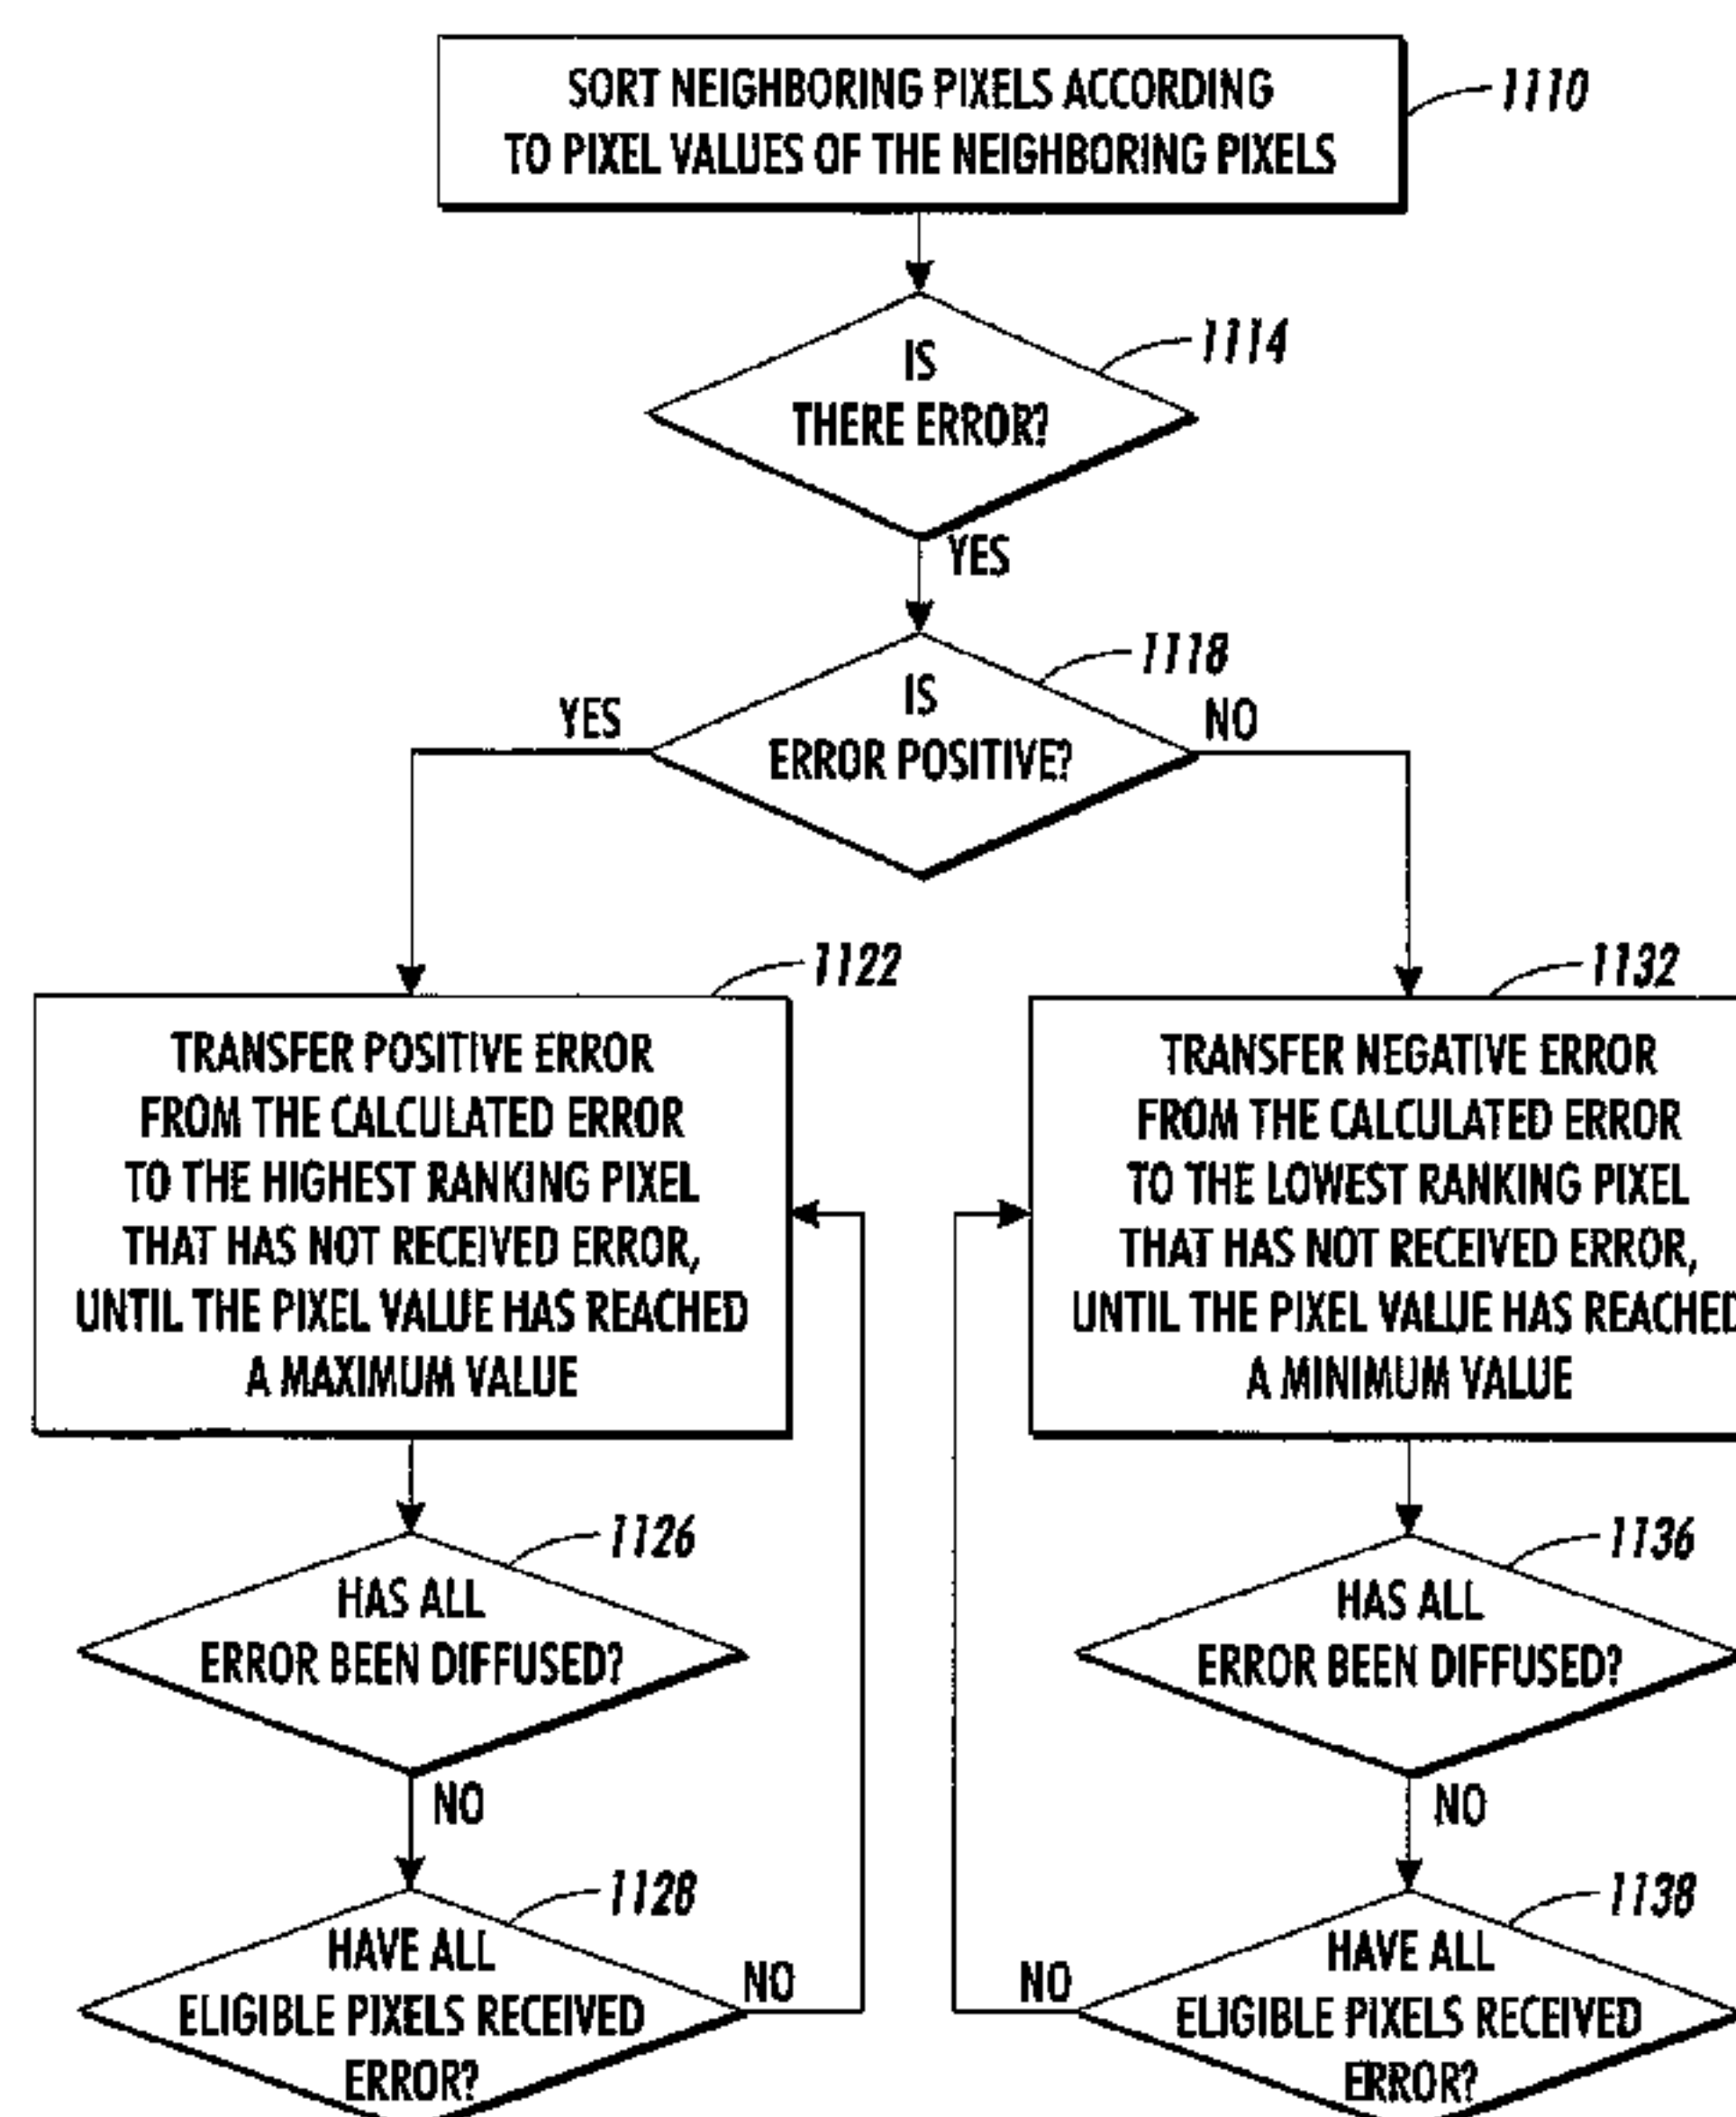 SORT NEIGHBORING PIXELS ACCORDING
TO PIXEL VALUES OF THE NEIGHBORING PIXELS
1110
IS
THERE ERROR?
1114
YES
IS
ERROR POSITIVE?
1118
YES
NO
1122
TRANSFER POSITIVE ERROR
FROM THE CALCULATED ERROR
TO THE HIGHEST RANKING PIXEL
THAT HAS NOT RECEIVED ERROR,
UNTIL THE PIXEL VALUE HAS REACHED
A MAXIMUM VALUE
1132
TRANSFER NEGATIVE ERROR
FROM THE CALCULATED ERROR
TO THE LOWEST RANKING PIXEL
THAT HAS NOT RECEIVED ERROR,
UNTIL THE PIXEL VALUE HAS REACHED
A MINIMUM VALUE
1126
HAS ALL
ERROR BEEN DIFFUSED?
NO
1136
HAS ALL
ERROR BEEN DIFFUSED?
NO
1128
HAVE ALL
ELIGIBLE PIXELS RECEIVED
ERROR?
NO
1138
HAVE ALL
ELIGIBLE PIXELS RECEIVED
ERROR?
NO